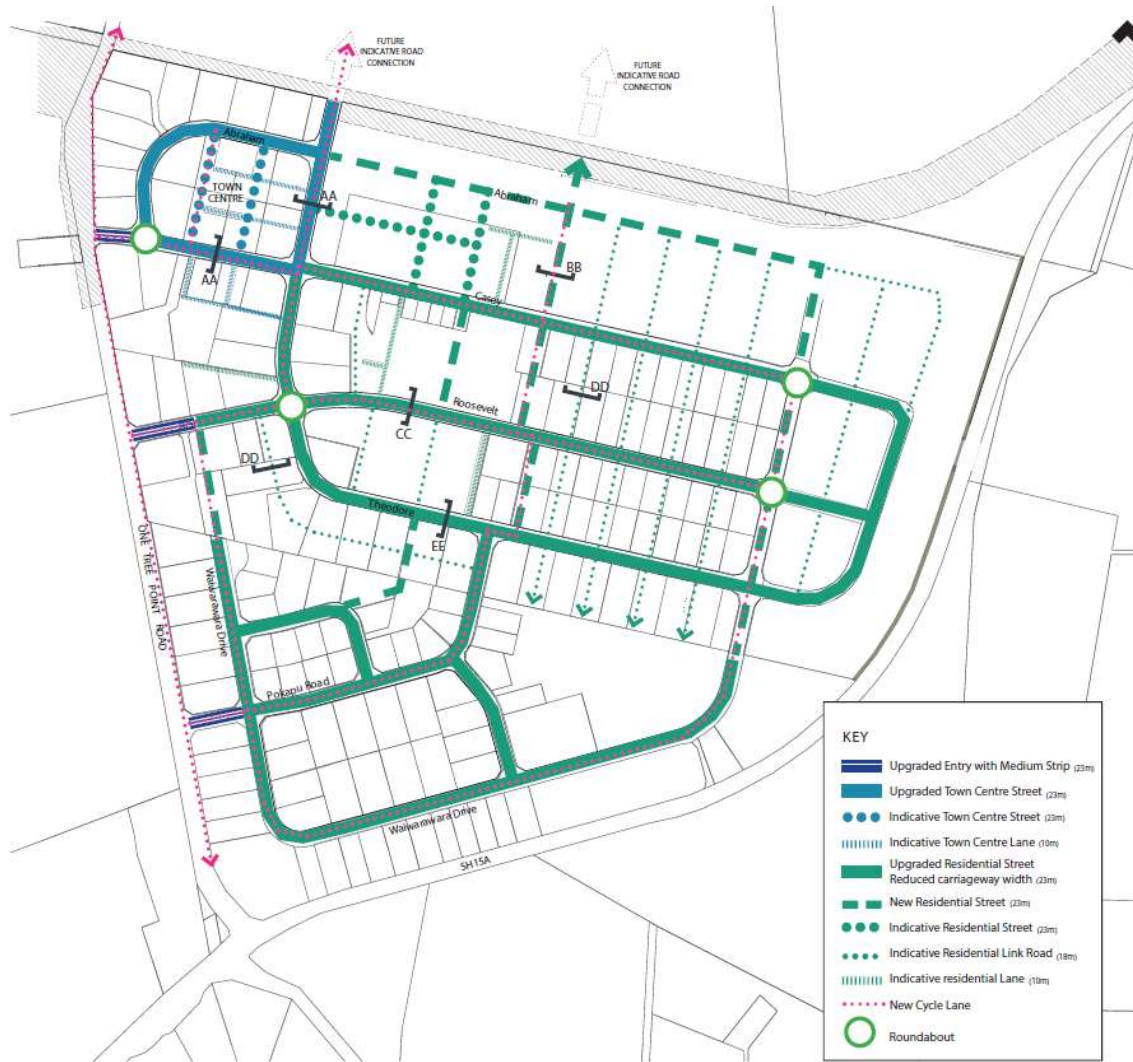 FUTURE
INDICATIVE ROAD
CONNECTION
FUTURE
INDICATIVE ROAD
CONNECTION
Abraham
TOWN
CENTRE
AA
Abraham
AA
BB
Casey
DD
Roosevelt
CC
DD
Theodore
EE
ONE TREE POINT ROAD
Waiwarawara Drive
Pokapu Road
Waiwarawara Drive
SH15A
KEY
Upgraded Entry with Medium Strip (23m)
Upgraded Town Centre Street (23m)
Indicative Town Centre Street (23m)
Indicative Town Centre Lane (10m)
Upgraded Residential Street
Reduced carriageway width (23m)
New Residential Street (23m)
Indicative Residential Street (23m)
Indicative Residential Link Road (18m)
Indicative residential Lane (10m)
New Cycle Lane
Roundabout